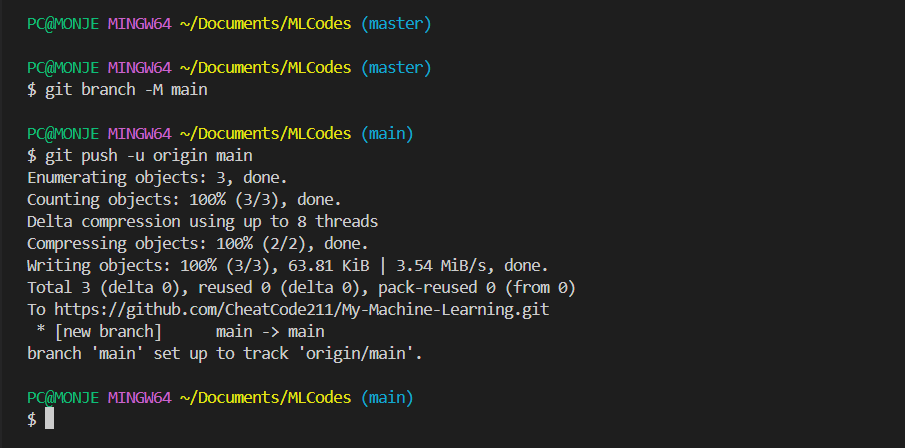 PC@MONJE MINGW64 ~/Documents/MLCodes (master)
PC@MONJE MINGW64 ~/Documents/MLCodes (master)
$ git branch -M main
PC@MONJE MINGW64 ~/Documents/MLCodes (main)
$ git push -u origin main
Enumerating objects: 3, done.
Counting objects: 100% (3/3), done.
Delta compression using up to 8 threads
Compressing objects: 100% (2/2), done.
Writing objects: 100% (3/3), 63.81 KiB | 3.54 MiB/s, done.
Total 3 (delta 0), reused 0 (delta 0), pack-reused 0 (from 0)
To https://github.com/CheatCode211/My-Machine-Learning.git
 * [new branch]      main -> main
branch 'main' set up to track 'origin/main'.
PC@MONJE MINGW64 ~/Documents/MLCodes (main)
$